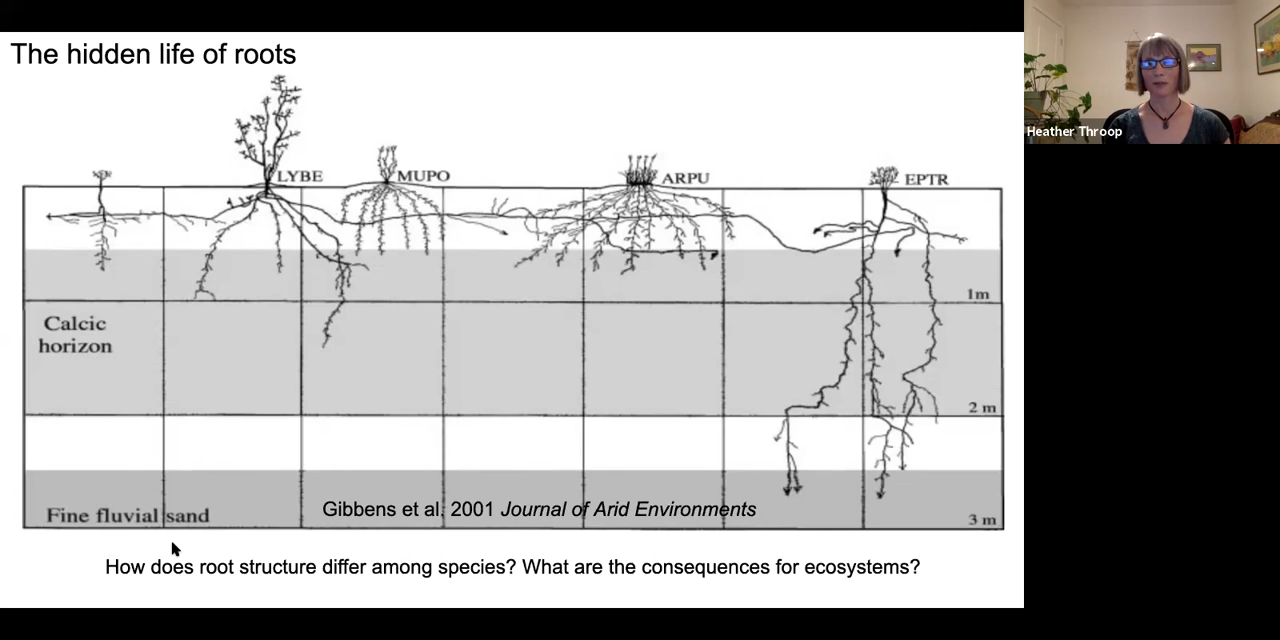 The hidden life of roots
Heather Throop
LYBE
MUPO
ARPU
EPTR
1m
Calcic
horizon
2 m
Fine fluvial sand
Gibbens et al. 2001 Journal of Arid Environments
3 m
How does root structure differ among species? What are the consequences for ecosystems?